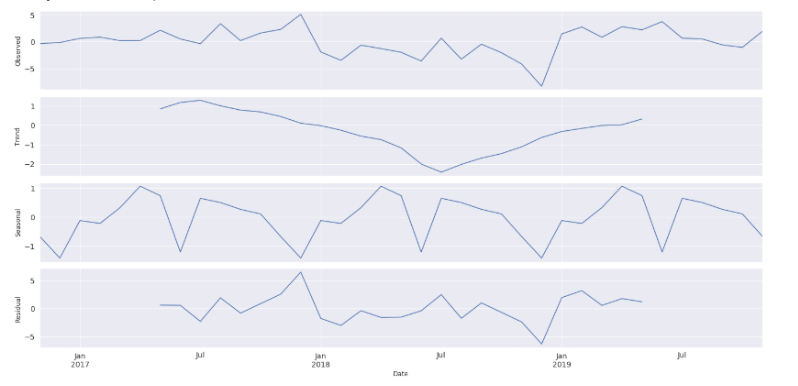 Observed
5
0
−5
Trend
1
0
−1
−2
Seasonal
1
0
−1
Residual
5
0
−5
Jan
2017
Jul
Jan
2018
Jul
Jan
2019
Jul
Date